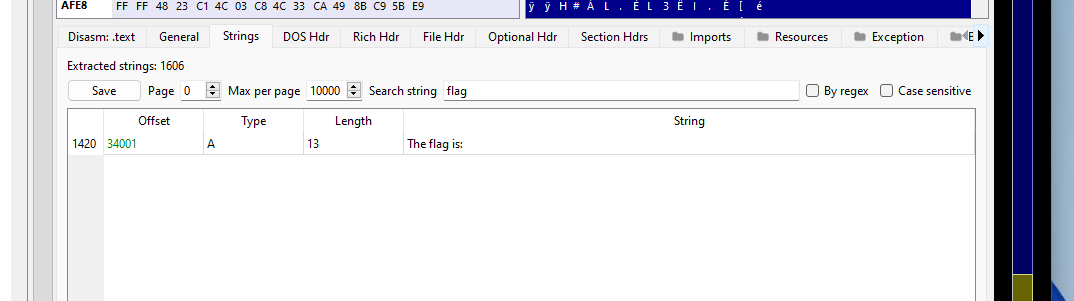 AFE8 FF FF 48 23 C1 4C 03 C8 4C 33 CA 49 8B C9 5B E9 ÿ ÿ H # Á L . È L 3 Ê I . É [ é
Disasm: .text General Strings DOS Hdr Rich Hdr File Hdr Optional Hdr Section Hdrs Imports Resources Exception
Extracted strings: 1606
Save Page 0 Max per page 10000 Search string flag By regex Case sensitive
Offset Type Length String
1420 34001 A 13 The flag is: